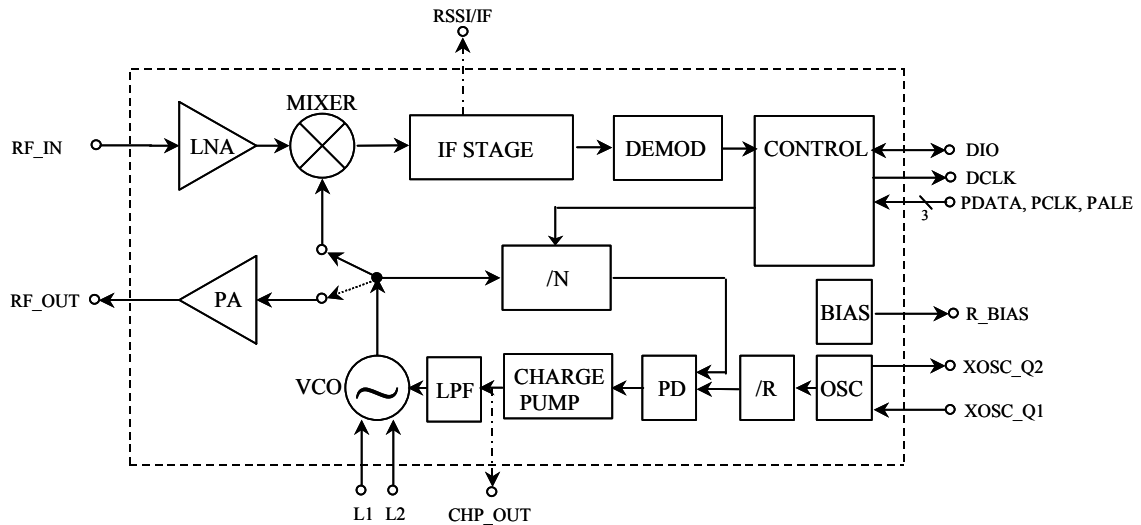 RSSI/IF
MIXER
RF_IN
LNA
IF STAGE
DEMOD
CONTROL
DIO
DCLK
PDATA, PCLK, PALE
3
/N
RF_OUT
PA
BIAS
R_BIAS
VCO
LPF
CHARGE
PUMP
PD
/R
OSC
XOSC_Q2
XOSC_Q1
L1
L2
CHP_OUT